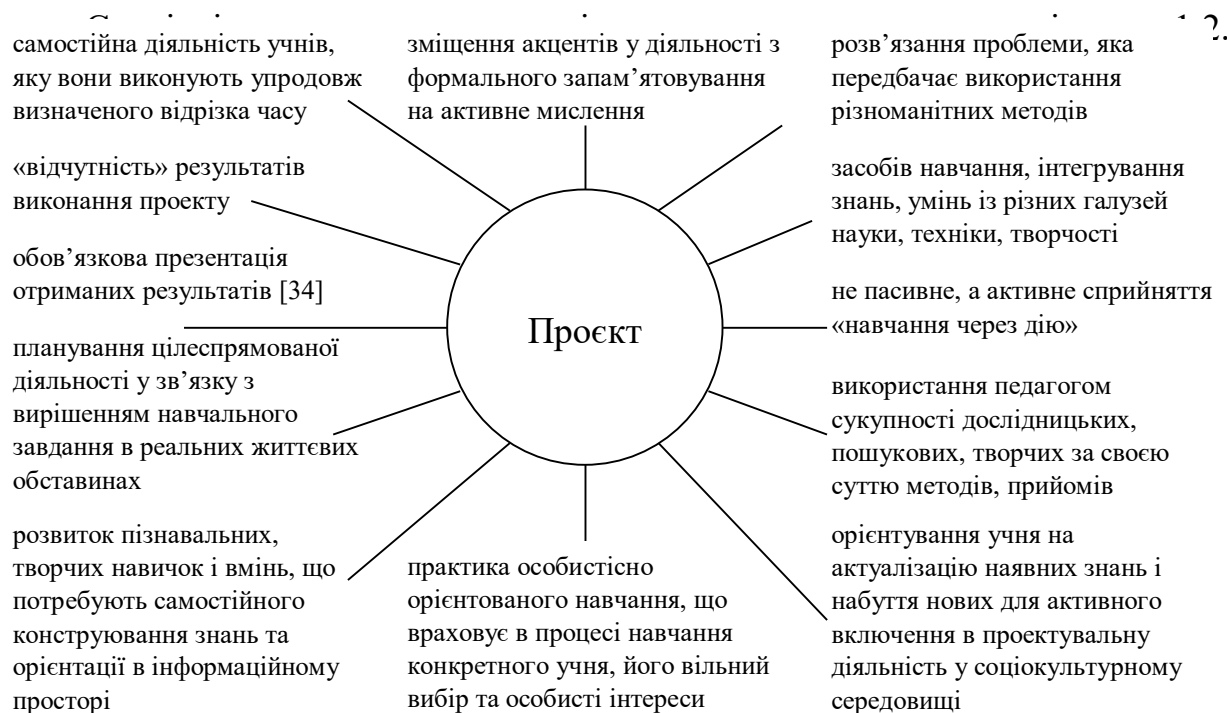 1.2.
самостійна діяльність учнів,
яку вони виконують упродовж
визначеного відрізка часу
зміщення акцентів у діяльності з
формального запам’ятовування
на активне мислення
розв’язання проблеми, яка
передбачає використання
різноманітних методів
«відчутність» результатів
виконання проекту
засобів навчання, інтегрування
знань, умінь із різних галузей
науки, техніки, творчості
обов’язкова презентація
отриманих результатів [34]
не пасивне, а активне сприйняття
«навчання через дію»
Проєкт
планування цілеспрямованої
діяльності у зв’язку з
вирішенням навчального
завдання в реальних життєвих
обставинах
використання педагогом
сукупності дослідницьких,
пошукових, творчих за своєю
суттю методів, прийомів
розвиток пізнавальних,
творчих навичок і вмінь, що
потребують самостійного
конструювання знань та
орієнтації в інформаційному
просторі
практика особистісно
орієнтованого навчання, що
враховує в процесі навчання
конкретного учня, його вільний
вибір та особисті інтереси
орієнтування учня на
актуалізацію наявних знань і
набуття нових для активного
включення в проектувальну
діяльність у соціокультурному
середовищі